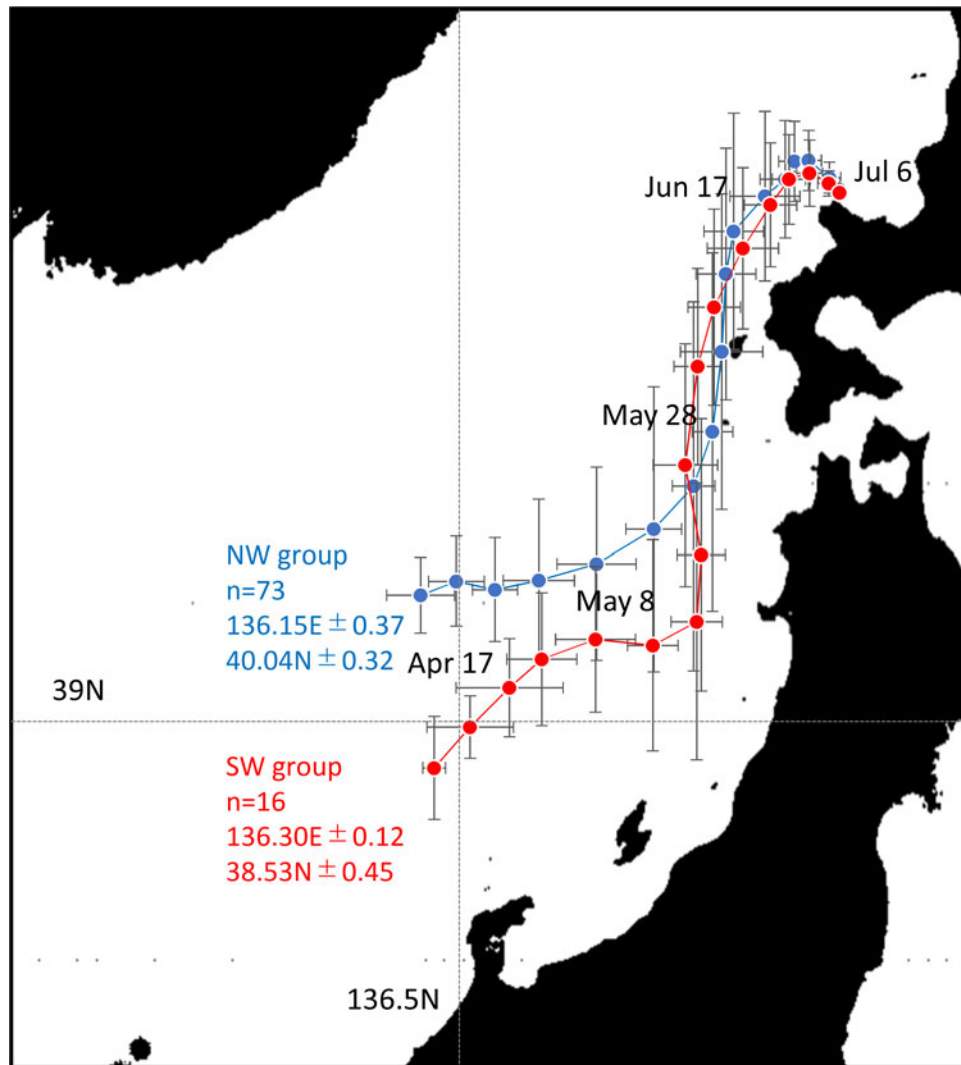 Jun 17
Jul 6
May 28
NW group
n=73
136.15E ± 0.37
40.04N ± 0.32
May 8
Apr 17
39N
SW group
n=16
136.30E ± 0.12
38.53N ± 0.45
136.5N